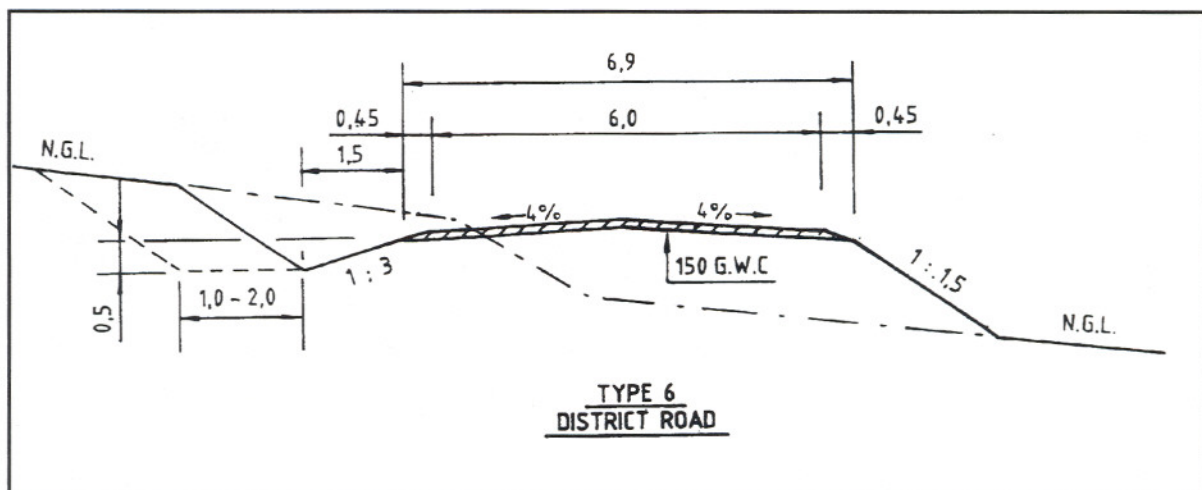 6,9
0,45
6,0
0,45
N.G.L.
1,5
4%
4%
1 : 3
150 G.W.C
1 : 1,5
1,0 - 2,0
0,5
N.G.L.
TYPE 6
DISTRICT ROAD